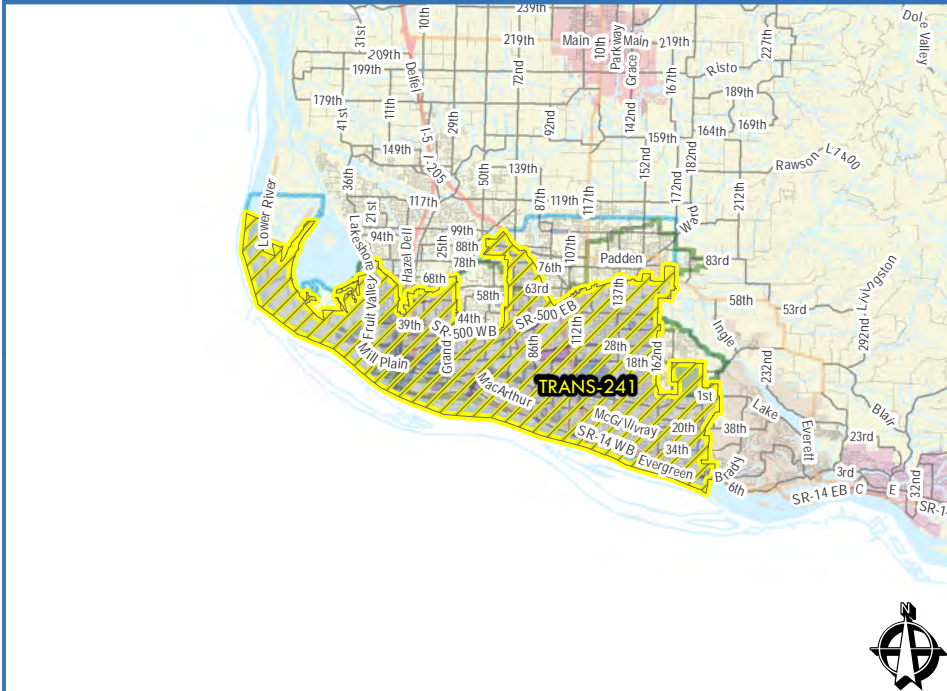 239th
10th
31st
Dole Valley
227th
219th
Main
10th
Parkway
Main
219th
Grace
209th
199th
Delfel
72nd
167th
Risto
189th
179th
41st
11th
29th
92nd
142nd
164th
169th
159th
I-5
I-205
149th
139th
152nd
182nd
Rawson
36th
50th
172nd
212th
117th
87th
119th
117th
21st
Ward
Lower River
Lakeshore
94th
Hazel Dell
25th
99th
88th
78th
107th
Padden
83rd
76th
68th
63rd
137th
58th
58th
53rd
292nd
Livingston
Fruit Valley
39th
44th
SR-500 WB
SR-500 EB
112th
86th
28th
18th
162nd
Ingle
232nd
Mill Plain
Grand
MacArthur
TRANS-241
1st
Lake
Everett
Blair
McGillivray
20th
38th
23rd
SR-14 WB
34th
Evergreen
Brady
6th
3rd
SR-14 EB
C
E
32nd
N